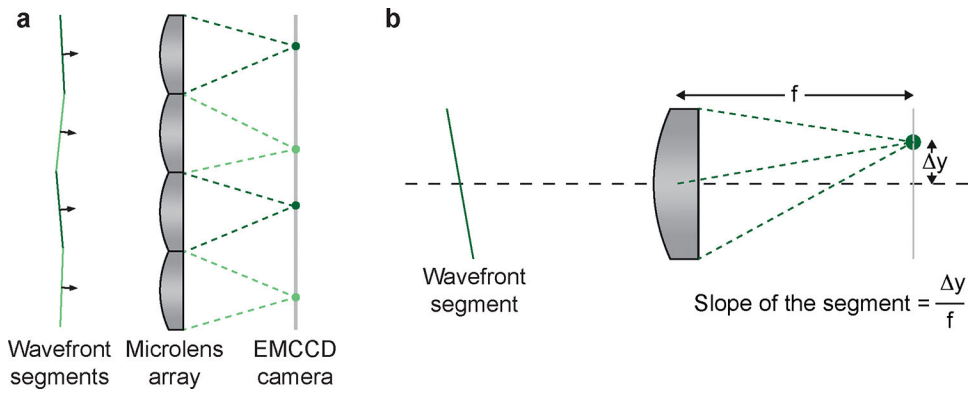 a
Wavefront
segments
Microlens
array
EMCCD
camera
b
f
Δy
Wavefront
segment
Slope of the segment = Δy/f